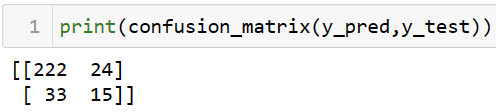 1 print(confusion_matrix(y_pred,y_test))
[[222 24]
[ 33 15]]